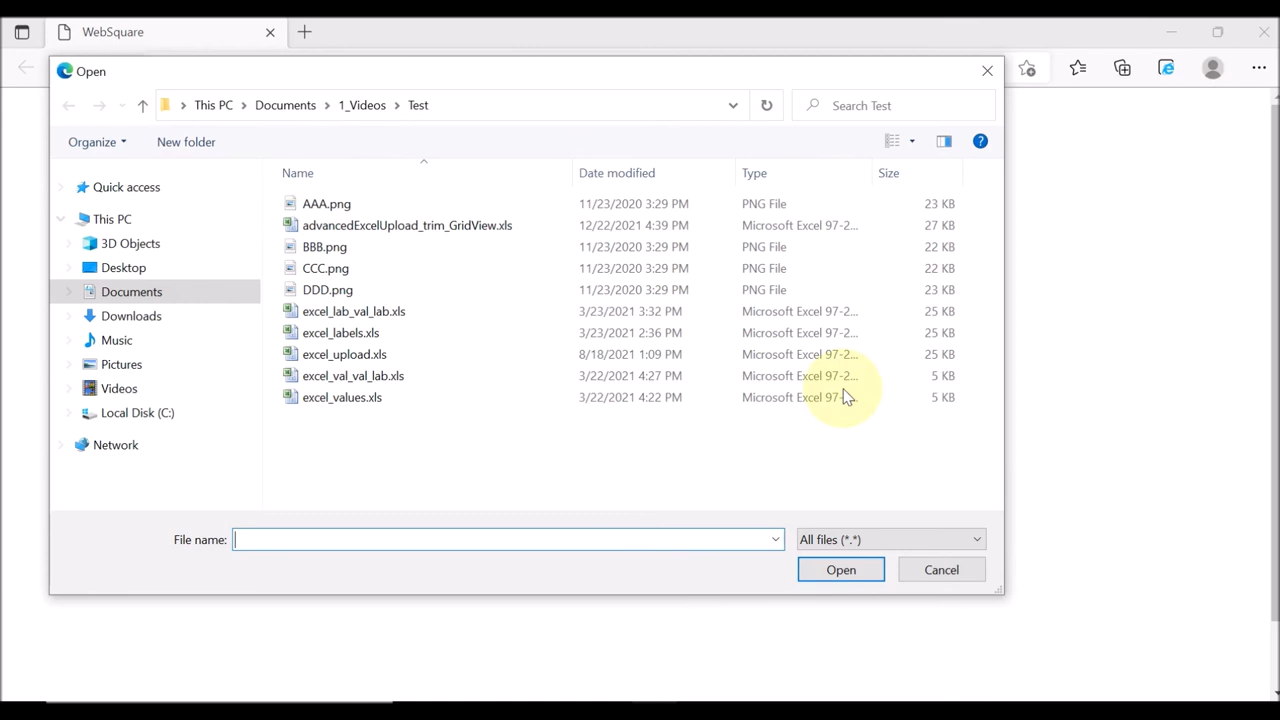 WebSquare
Open
This PC Documents 1_Videos Test
Search Test
Organize New folder
Name Date modified Type Size
Quick access
This PC
3D Objects
Desktop
Documents
Downloads
Music
Pictures
Videos
Local Disk (C:)
Network
AAA.png 11/23/2020 3:29 PM PNG File 23 KB
advancedExcelUpload_trim_GridView.xls 12/22/2021 4:39 PM Microsoft Excel 97-2... 27 KB
BBB.png 11/23/2020 3:29 PM PNG File 22 KB
CCC.png 11/23/2020 3:29 PM PNG File 22 KB
DDD.png 11/23/2020 3:29 PM PNG File 23 KB
excel_lab_val_lab.xls 3/23/2021 3:32 PM Microsoft Excel 97-2... 25 KB
excel_labels.xls 3/23/2021 2:36 PM Microsoft Excel 97-2... 25 KB
excel_upload.xls 8/18/2021 1:09 PM Microsoft Excel 97-2... 25 KB
excel_val_val_lab.xls 3/22/2021 4:27 PM Microsoft Excel 97-2... 5 KB
excel_values.xls 3/22/2021 4:22 PM Microsoft Excel 97-2... 5 KB
File name: All files (*.*)
Open Cancel